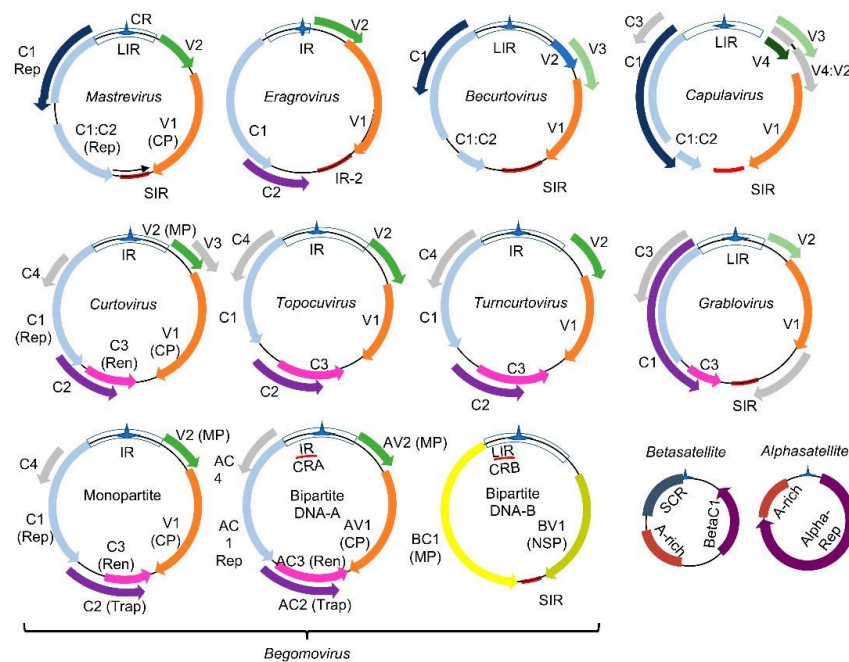 CR
C1
Rep
LIR
V2
Mastrevirus
C1:C2
(Rep)
V1
(CP)
SIR
IR
V2
Eragrovirus
C1
V1
C2
IR-2
C1
LIR
V2
V3
Becurtovirus
C1:C2
V1
SIR
C3
C1
LIR
V3
V4
V4:V2
Capulavirus
C1:C2
V1
SIR
V2 (MP)
V3
IR
C4
Curtovirus
C1
(Rep)
C3
(Ren)
V1
(CP)
C2
C4
IR
V2
Topocuvirus
C1
V1
C3
C2
C4
IR
V2
Turncurtovirus
C1
V1
C3
C2
C3
LIR
V2
Grablovirus
V1
C1
C3
SIR
V2 (MP)
IR
C4
Monopartite
C1
(Rep)
C3
(Ren)
V1
(CP)
C2 (Trap)
AC
4
IR
CRA
AV2 (MP)
Bipartite
DNA-A
AC
1
Rep
AV1
(CP)
AC3 (Ren)
AC2 (Trap)
LIR
CRB
Bipartite
DNA-B
BC1
(MP)
BV1
(NSP)
SIR
Betasatellite
SCR
A-rich
BetaC1
Alphasatellite
A-rich
Alpha-
Rep
Begomovirus